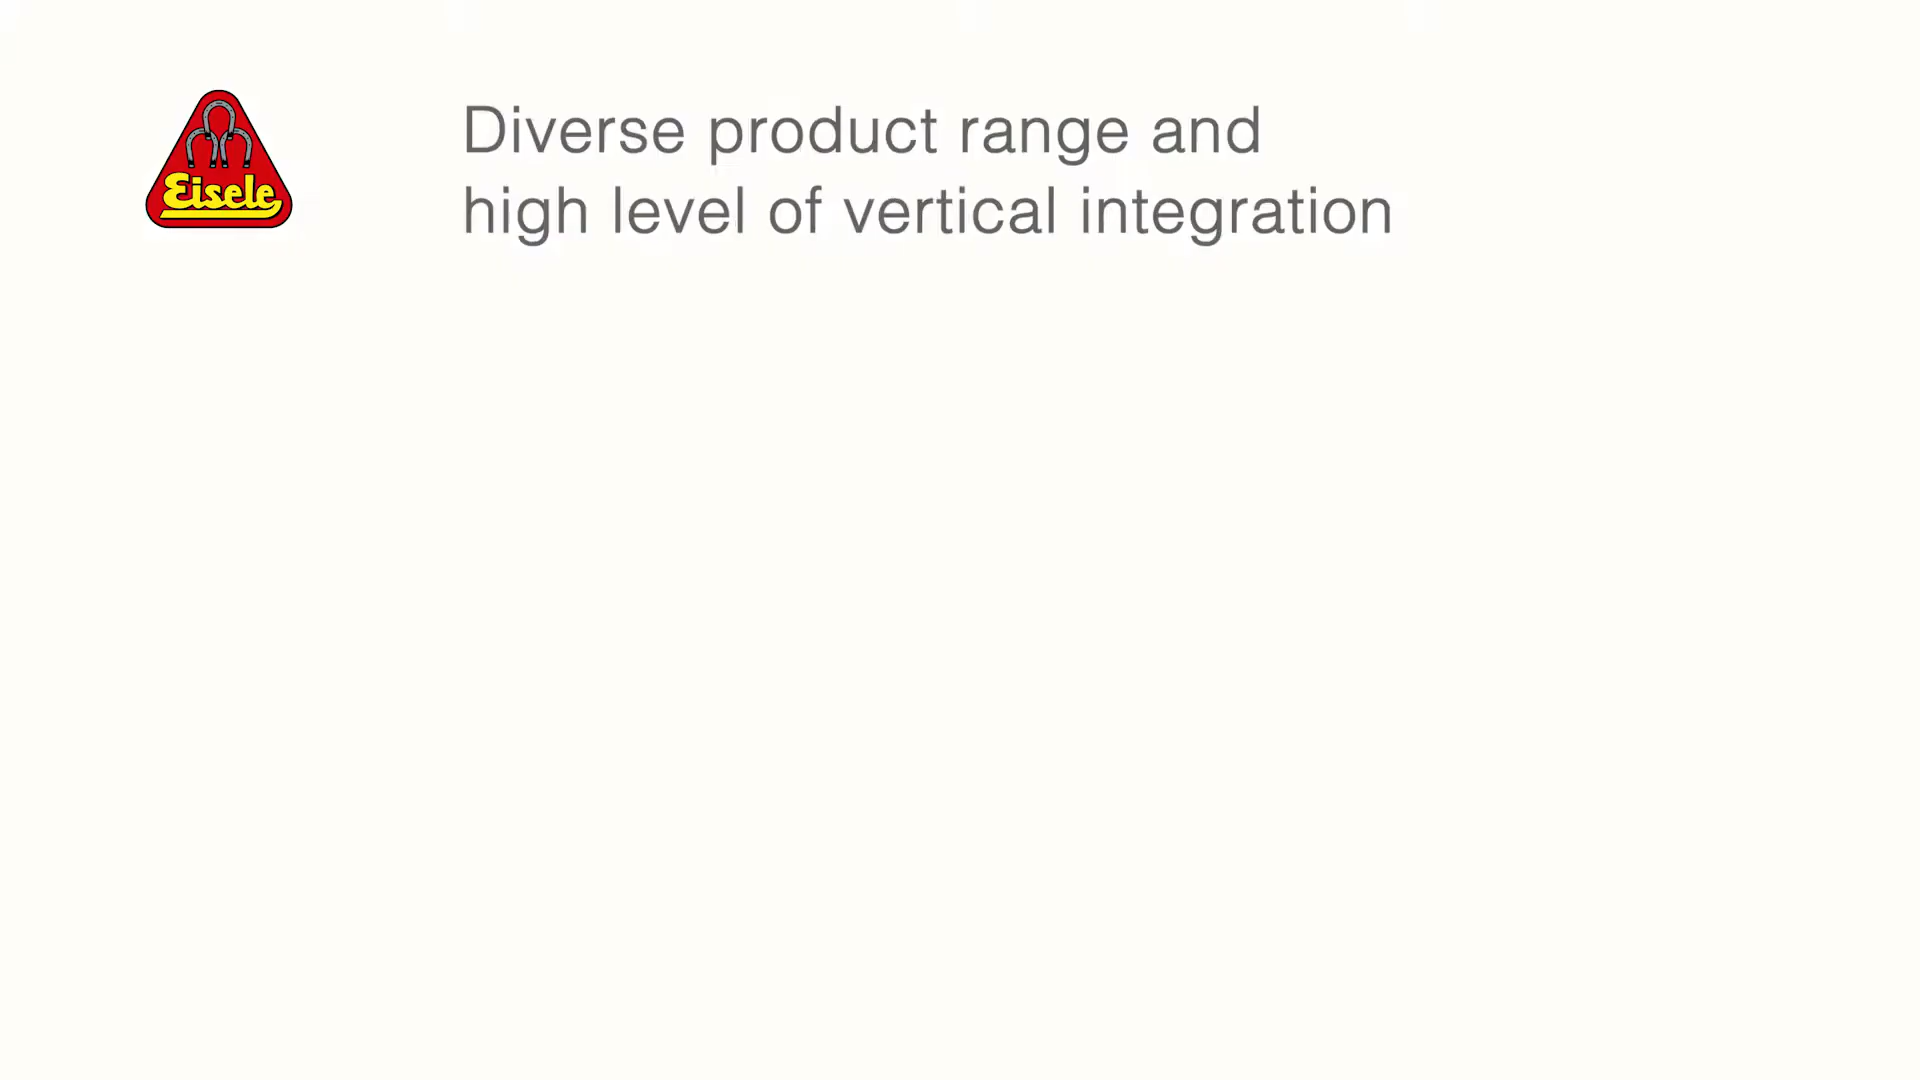 Eisele
Diverse product range and
high level of vertical integration